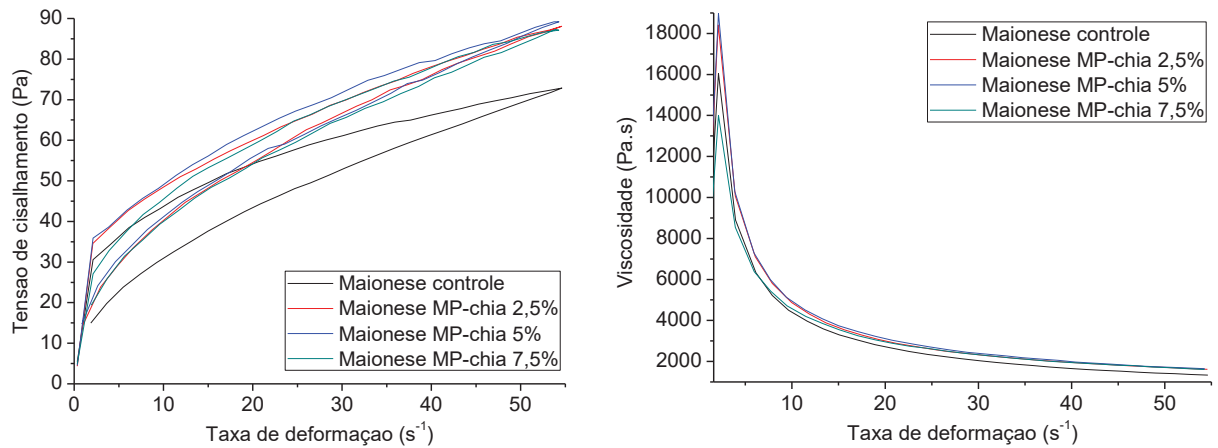 90
80
70
60
50
40
30
20
10
0
0
10
20
30
40
50
Tensao de cisalhamento (Pa)
Taxa de deformaçao (s⁻¹)
Maionese controle
Maionese MP-chia 2,5%
Maionese MP-chia 5%
Maionese MP-chia 7,5%
18000
16000
14000
12000
10000
8000
6000
4000
2000
10
20
30
40
50
Viscosidade (Pa.s)
Taxa de deformaçao (s⁻¹)
Maionese controle
Maionese MP-chia 2,5%
Maionese MP-chia 5%
Maionese MP-chia 7,5%